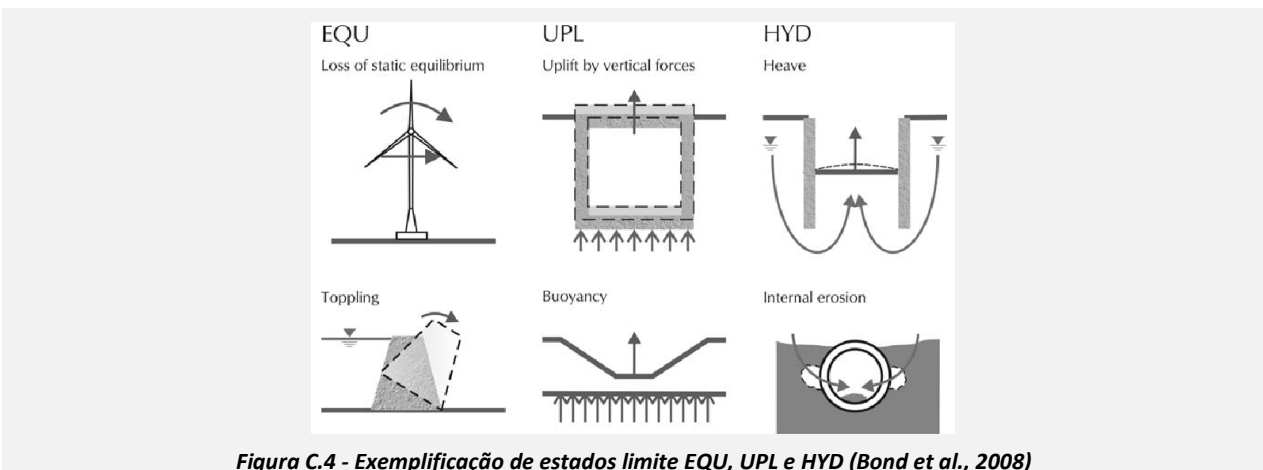 EQU UPL HYD
Loss of static equilibrium Uplift by vertical forces Heave
Toppling Buoyancy Internal erosion
Figura C.4 - Exemplificação de estados limite EQU, UPL e HYD (Bond et al., 2008)